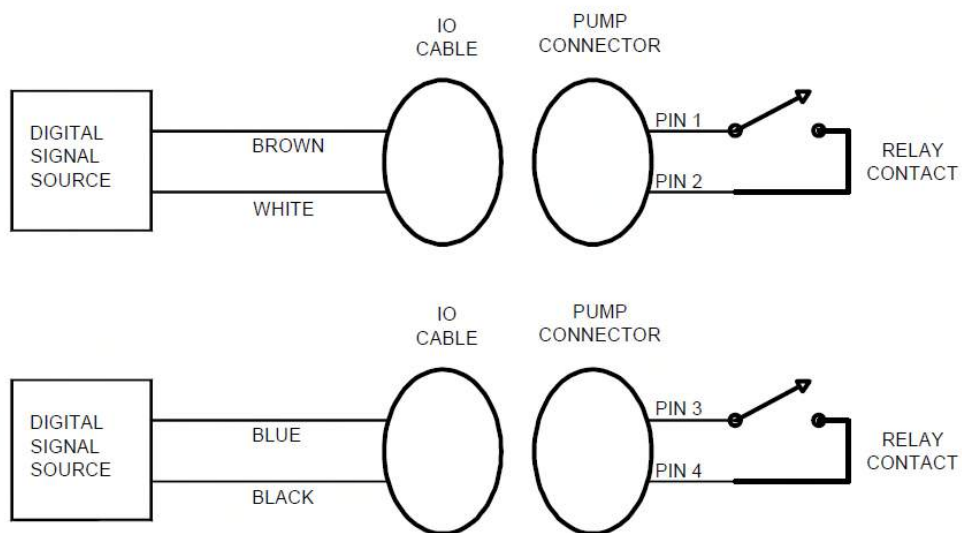 IO
CABLE
PUMP
CONNECTOR
DIGITAL
SIGNAL
SOURCE
BROWN
WHITE
PIN 1
PIN 2
RELAY
CONTACT
IO
CABLE
PUMP
CONNECTOR
DIGITAL
SIGNAL
SOURCE
BLUE
BLACK
PIN 3
PIN 4
RELAY
CONTACT